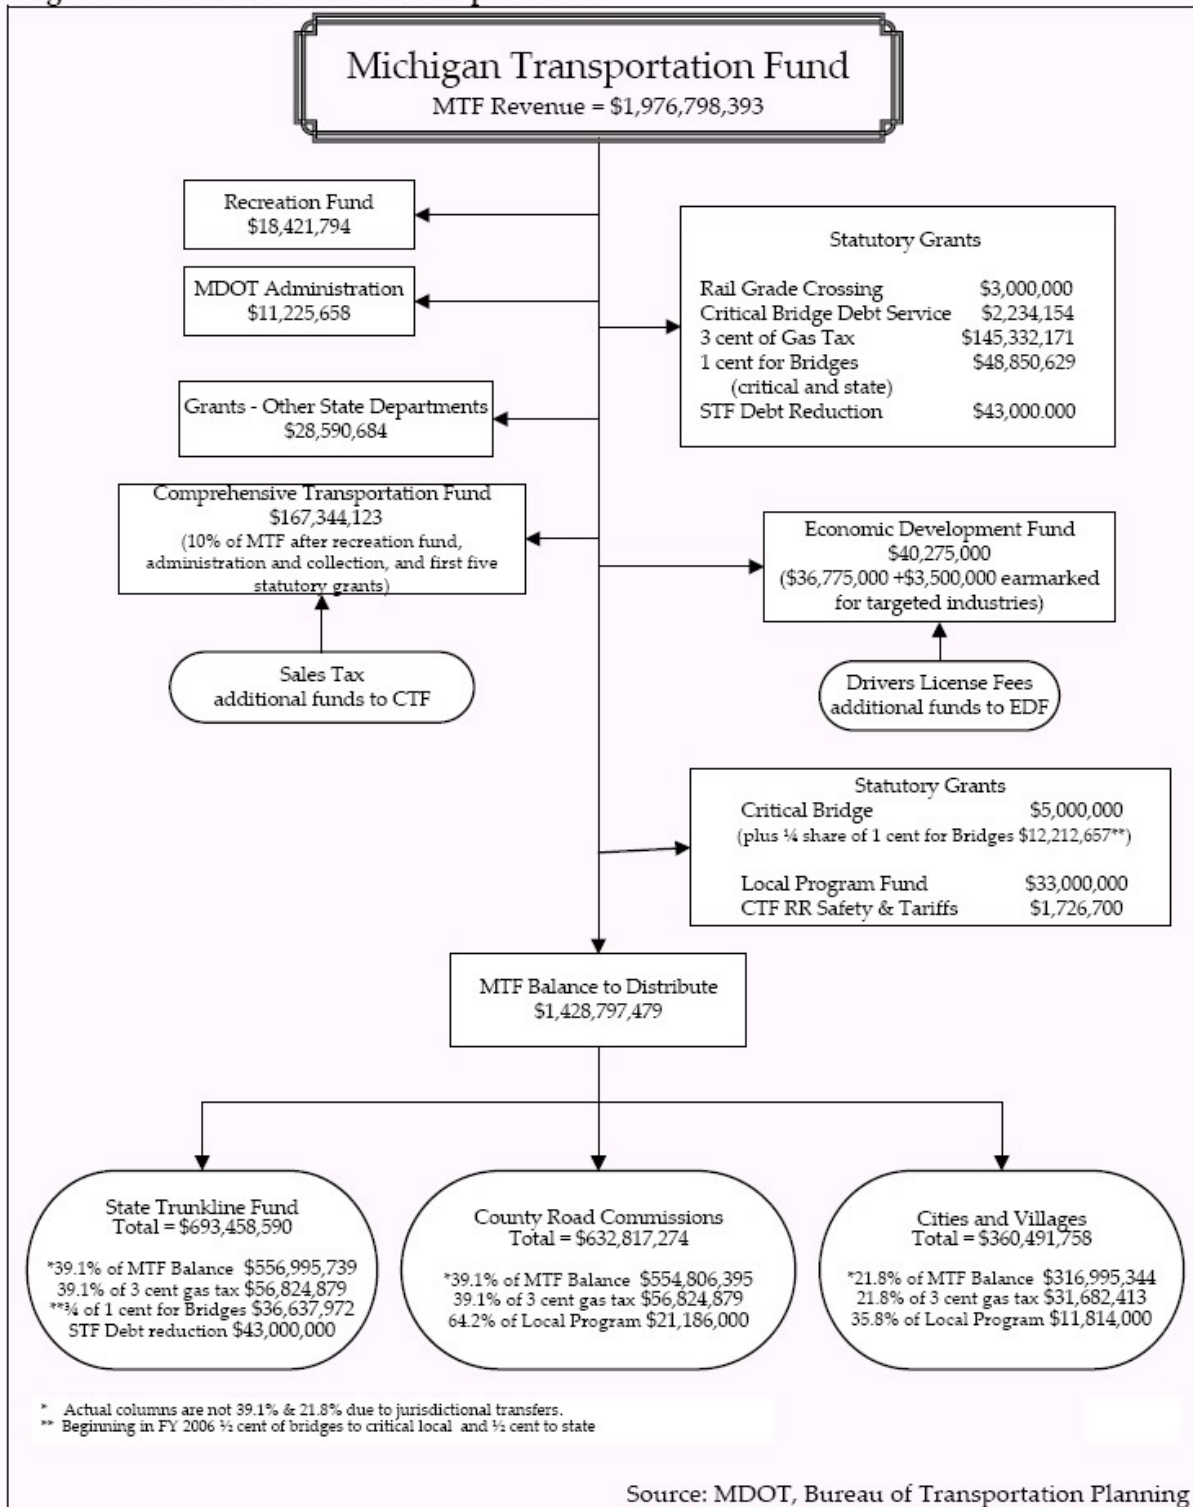 Michigan Transportation Fund
MTF Revenue = $1,976,798,393
Recreation Fund
$18,421,794
MDOT Administration
$11,225,658
Grants - Other State Departments
$28,590,684
Comprehensive Transportation Fund
$167,344,123
(10% of MTF after recreation fund,
administration and collection, and first five
statutory grants)
Sales Tax
additional funds to CTF
Statutory Grants
Rail Grade Crossing $3,000,000
Critical Bridge Debt Service $2,234,154
3 cent of Gas Tax $145,332,171
1 cent for Bridges $48,850,629
(critical and state)
STF Debt Reduction $43,000.000
Economic Development Fund
$40,275,000
($36,775,000 +$3,500,000 earmarked
for targeted industries)
Drivers License Fees
additional funds to EDF
Statutory Grants
Critical Bridge $5,000,000
(plus ¼ share of 1 cent for Bridges $12,212,657**)
Local Program Fund $33,000,000
CTF RR Safety & Tariffs $1,726,700
MTF Balance to Distribute
$1,428,797,479
State Trunkline Fund
Total = $693,458,590
*39.1% of MTF Balance $556,995,739
39.1% of 3 cent gas tax $56,824,879
**¾ of 1 cent for Bridges $36,637,972
STF Debt reduction $43,000,000
County Road Commissions
Total = $632,817,274
*39.1% of MTF Balance $554,806,395
39.1% of 3 cent gas tax $56,824,879
64.2% of Local Program $21,186,000
Cities and Villages
Total = $360,491,758
*21.8% of MTF Balance $316,995,344
21.8% of 3 cent gas tax $31,682,413
35.8% of Local Program $11,814,000
* Actual columns are not 39.1% & 21.8% due to jurisdictional transfers.
** Beginning in FY 2006 ½ cent of bridges to critical local and ½ cent to state
Source: MDOT, Bureau of Transportation Planning